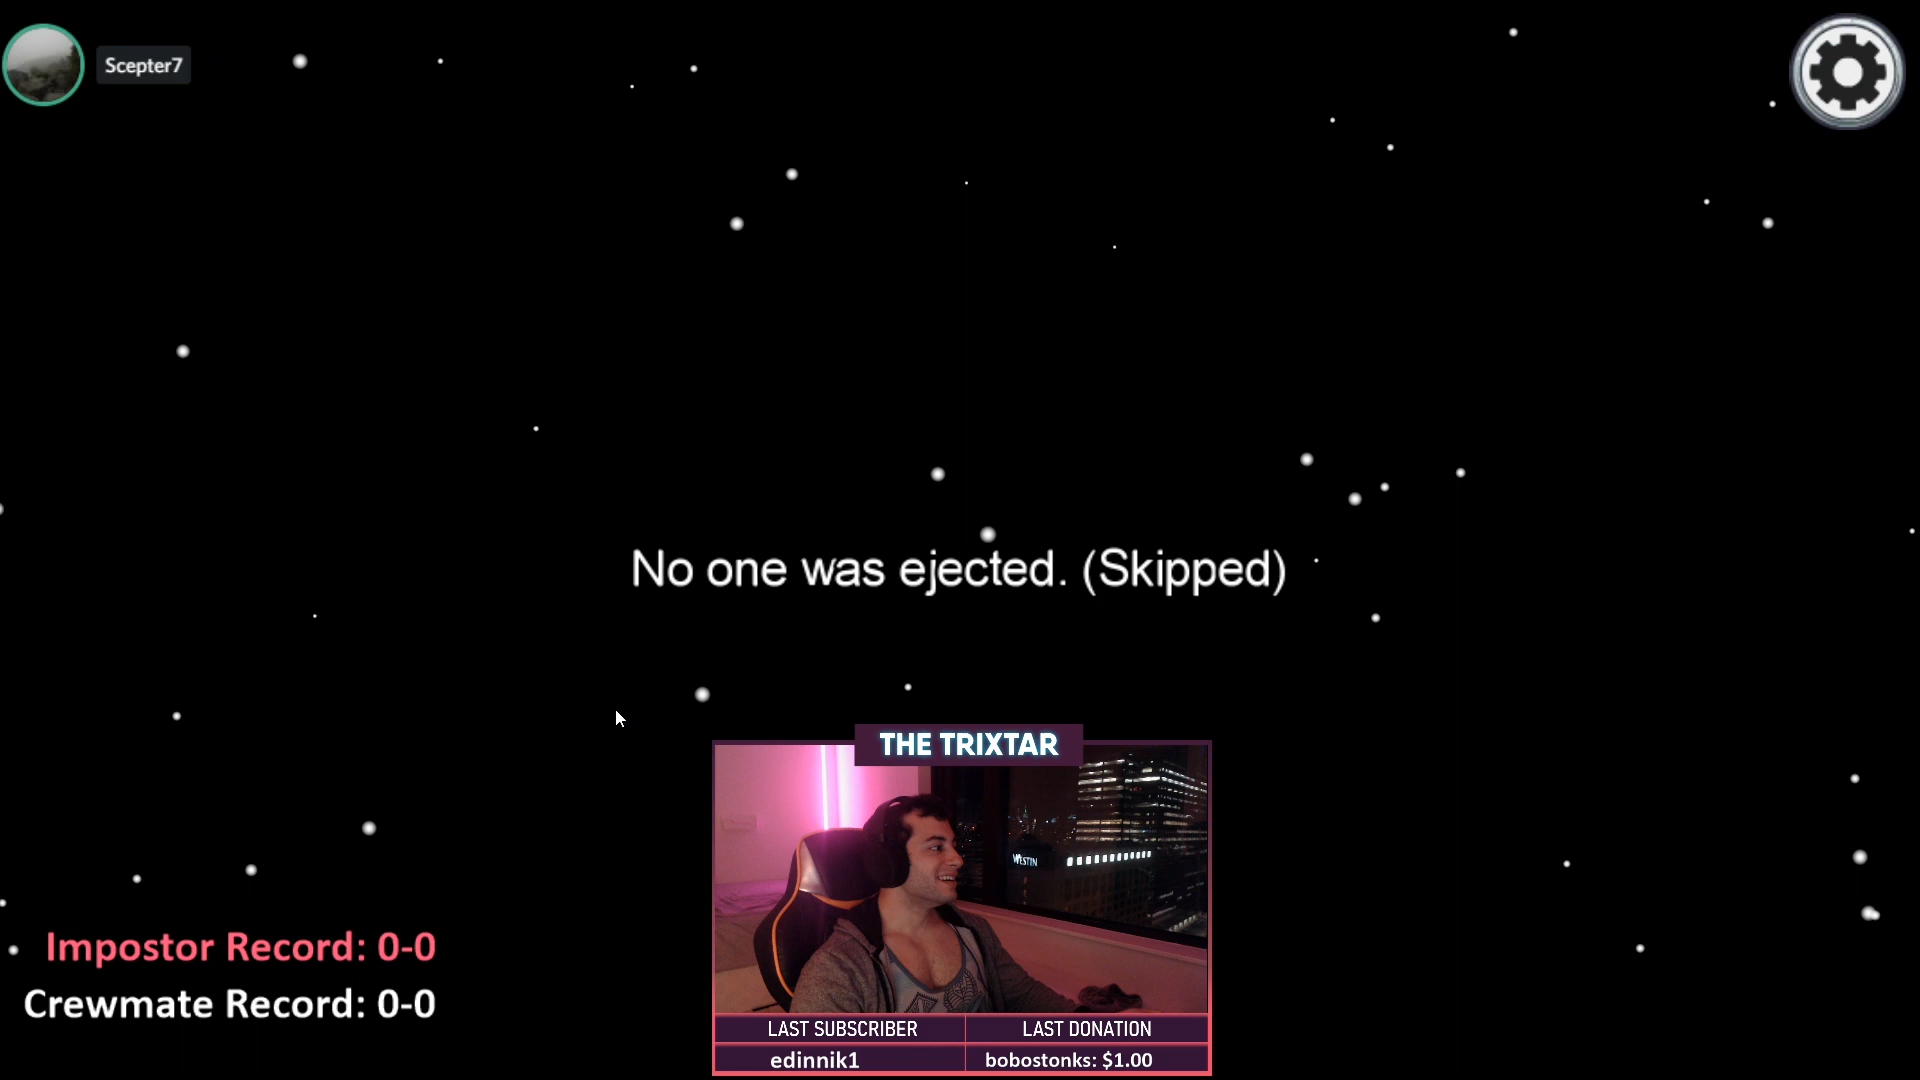 Scepter7
No one was ejected. (Skipped)
THE TRIXTAR
WESTIN
Impostor Record: 0-0
Crewmate Record: 0-0
LAST SUBSCRIBER
LAST DONATION
edinnik1
bobostonks: $1.00